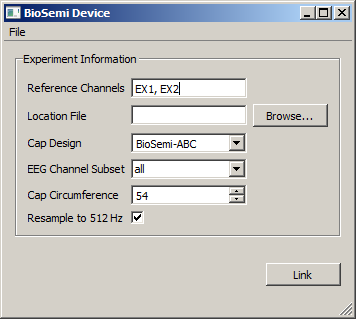 BioSemi Device
File
Experiment Information
Reference Channels EX1, EX2
Location File Browse...
Cap Design BioSemi-ABC
EEG Channel Subset all
Cap Circumference 54
Resample to 512 Hz
Link